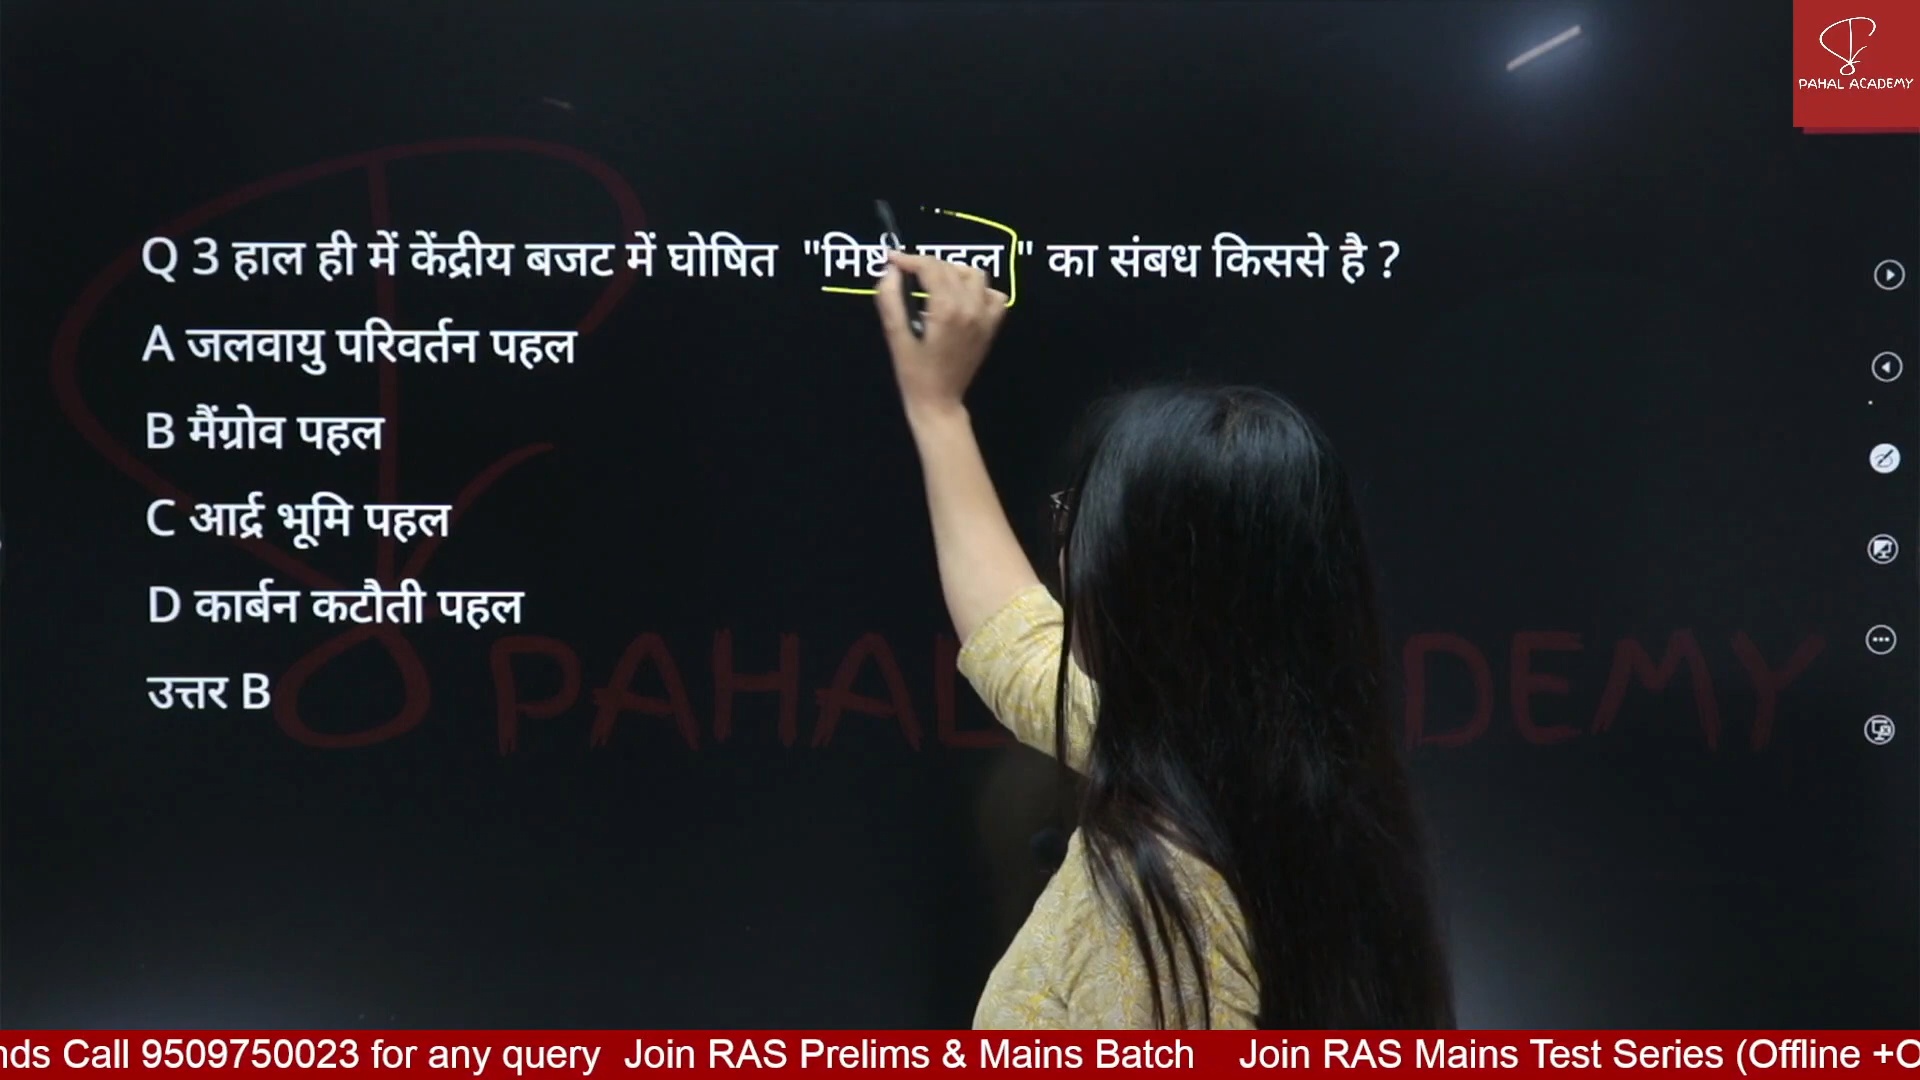 PAHAL ACADEMY
Q 3 हाल ही में केंद्रीय बजट में घोषित "मिष्टी पहल " का संबध किससे है ?
A जलवायु परिवर्तन पहल
B मैंग्रोव पहल
C आर्द्र भूमि पहल
D कार्बन कटौती पहल
उत्तर B
PAHAL DEMY
nds Call 9509750023 for any query Join RAS Prelims & Mains Batch Join RAS Mains Test Series (Offline +O